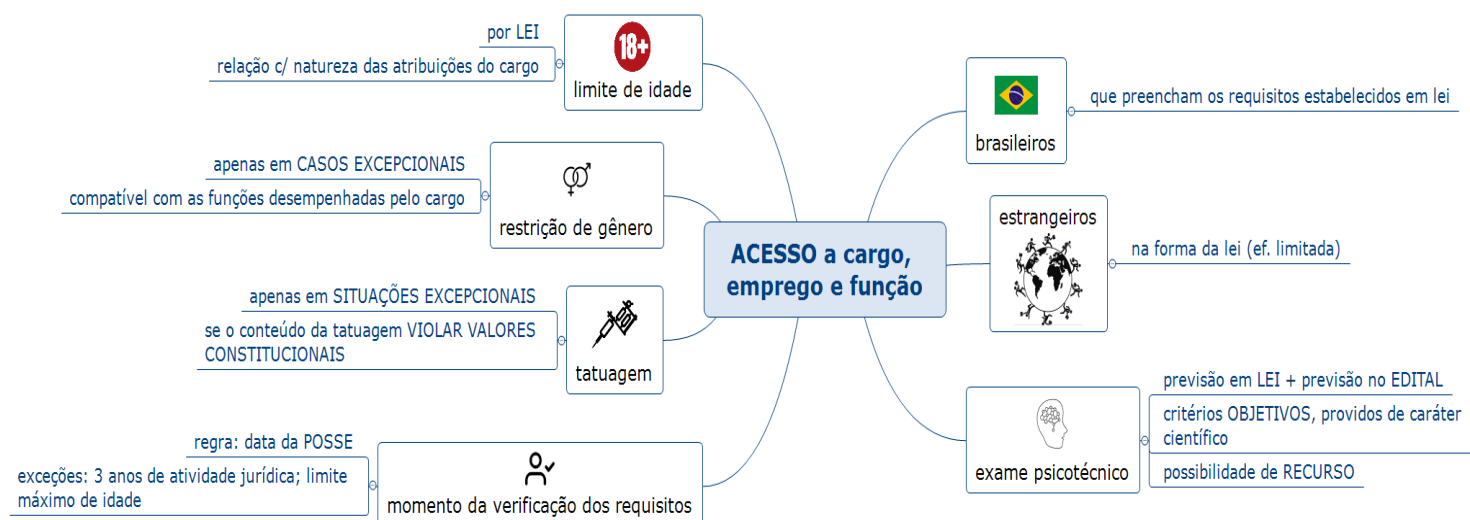 ACESSO a cargo,
emprego e função
brasileiros
que preencham os requisitos estabelecidos em lei
estrangeiros
na forma da lei (ef. limitada)
exame psicotécnico
previsão em LEI + previsão no EDITAL
critérios OBJETIVOS, providos de caráter
científico
possibilidade de RECURSO
18+
limite de idade
por LEI
relação c/ natureza das atribuições do cargo
restrição de gênero
apenas em CASOS EXCEPCIONAIS
compatível com as funções desempenhadas pelo cargo
tatuagem
apenas em SITUAÇÕES EXCEPCIONAIS
se o conteúdo da tatuagem VIOLAR VALORES
CONSTITUCIONAIS
momento da verificação dos requisitos
regra: data da POSSE
exceções: 3 anos de atividade jurídica; limite
máximo de idade